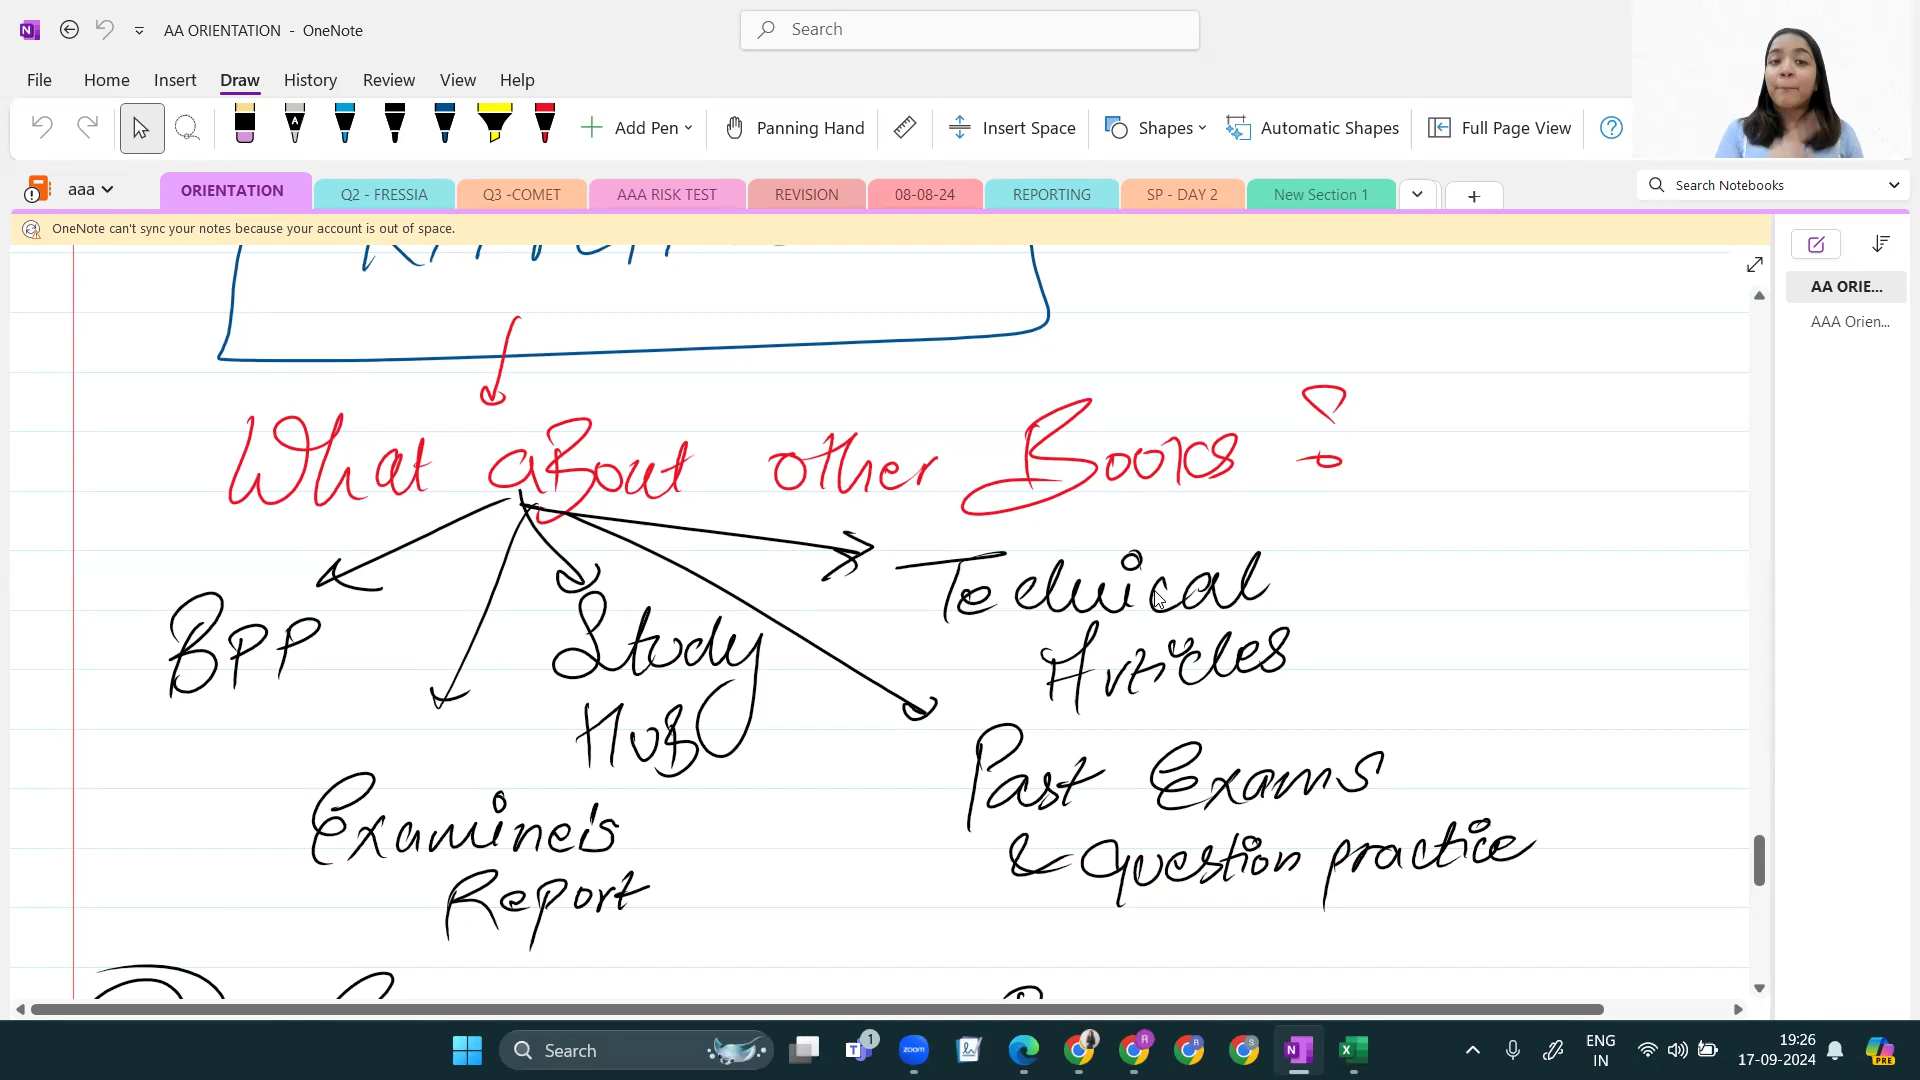 AA ORIENTATION - OneNote
Search
File Home Insert Draw History Review View Help
Add Pen Panning Hand Insert Space Shapes Automatic Shapes Full Page View
aaa ORIENTATION Q2 - FRESSIA Q3 -COMET AAA RISK TEST REVISION 08-08-24 REPORTING SP - DAY 2 New Section 1 Search Notebooks
OneNote can't sync your notes because your account is out of space.
AA ORIE...
AAA Orien...
What about other Books ?
BPP
Study
Hub
Technical
Articles
Examiner's
Report
Past Exams
& question practice
Search
1
zoom
ENG
IN
19:26
17-09-2024
PRE